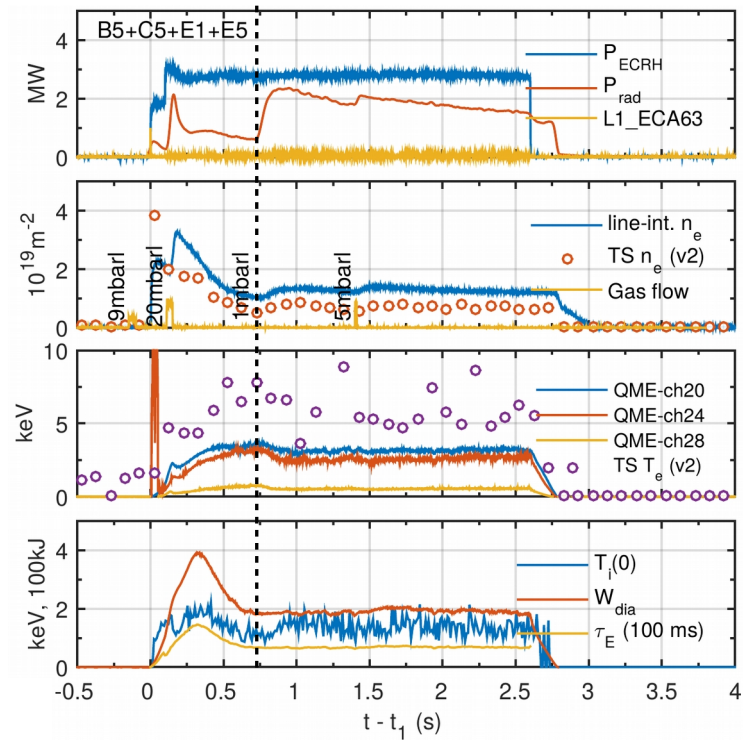 B5+C5+E1+E5
4
2
0
MW
P_ECRH
P_rad
L1_ECA63
4
2
0
10^19 m^-2
9mbarl
20mbarl
1mbarl
5mbarl
line-int. n_e
TS n_e (v2)
Gas flow
10
5
0
keV
QME-ch20
QME-ch24
QME-ch28
TS T_e (v2)
4
2
0
keV, 100kJ
T_i(0)
W_dia
τ_E (100 ms)
-0.5 0 0.5 1 1.5 2 2.5 3 3.5 4
t - t_1 (s)